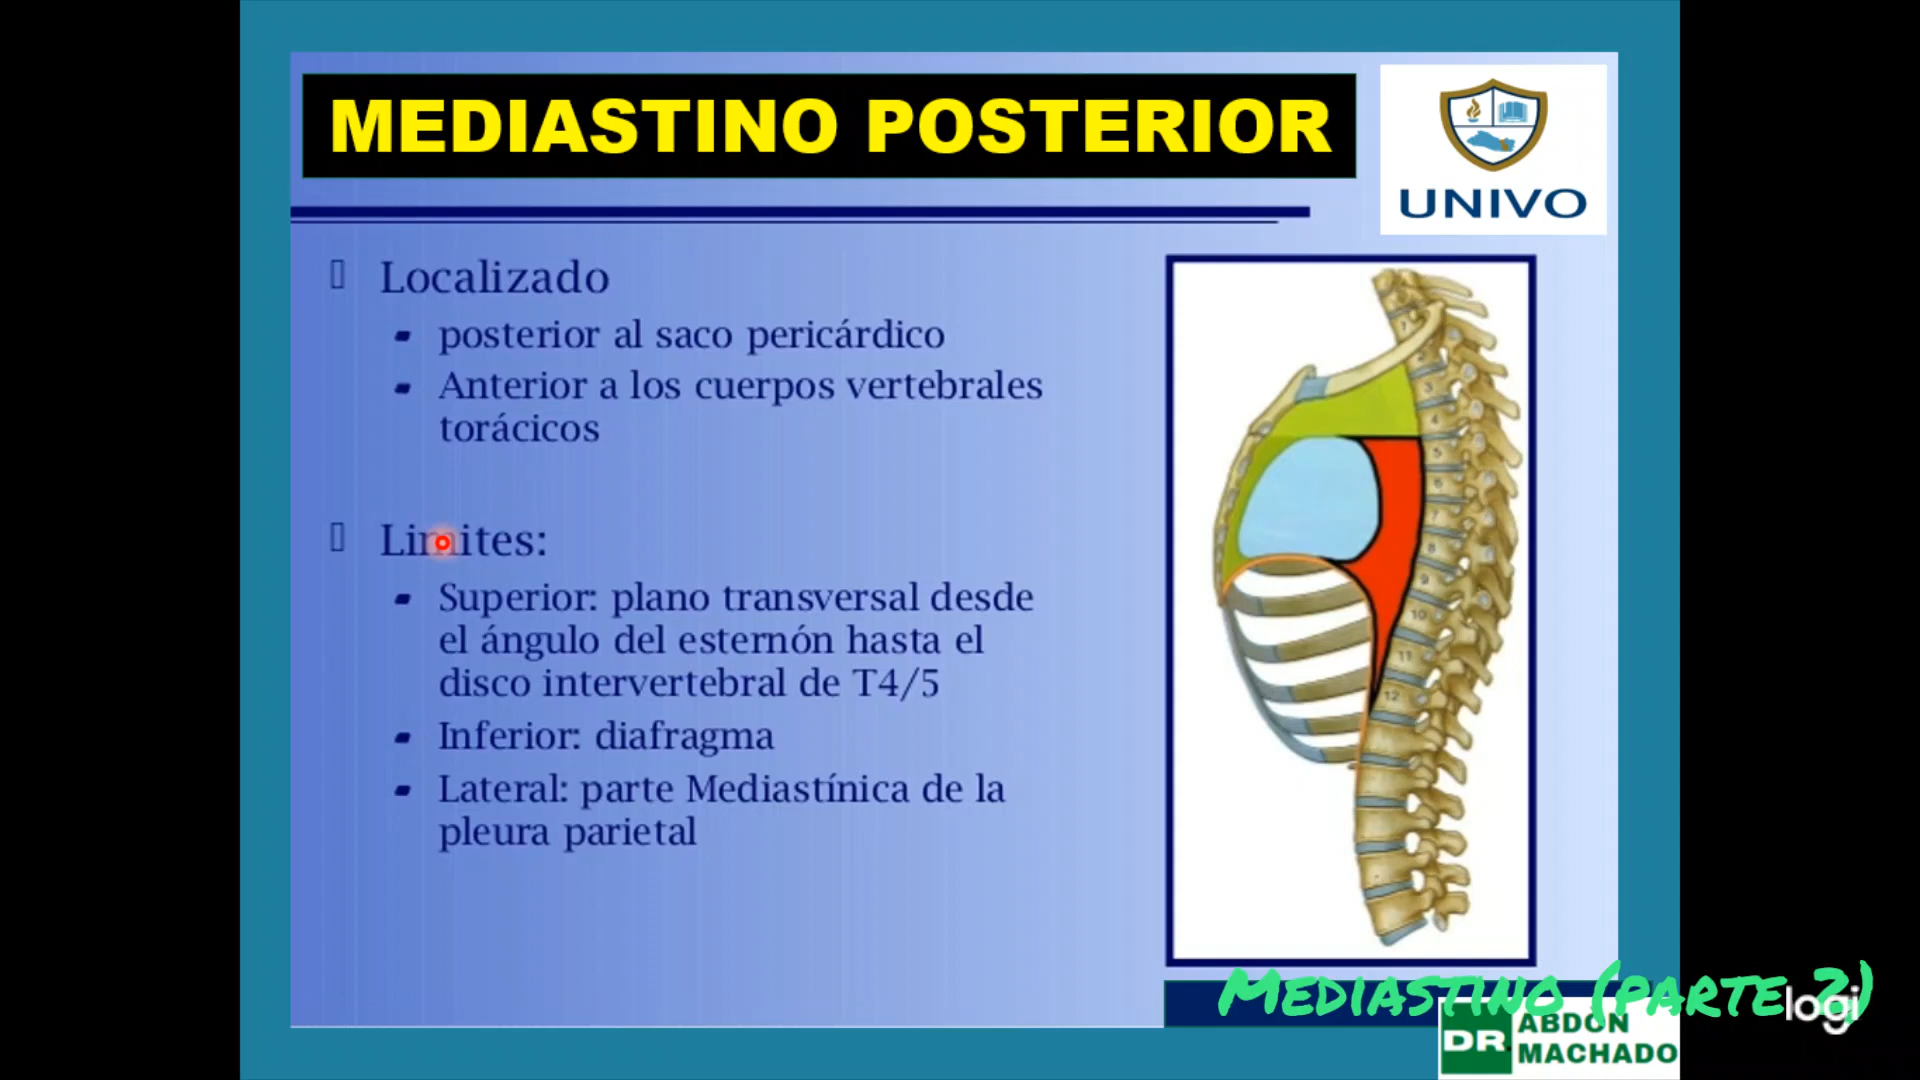 MEDIASTINO POSTERIOR
UNIVO
Localizado
posterior al saco pericárdico
Anterior a los cuerpos vertebrales
torácicos
Limites:
Superior: plano transversal desde
el ángulo del esternón hasta el
disco intervertebral de T4/5
Inferior: diafragma
Lateral: parte Mediastínica de la
pleura parietal
Mediastino (parte 2)
logi
DR.
ABDON
MACHADO